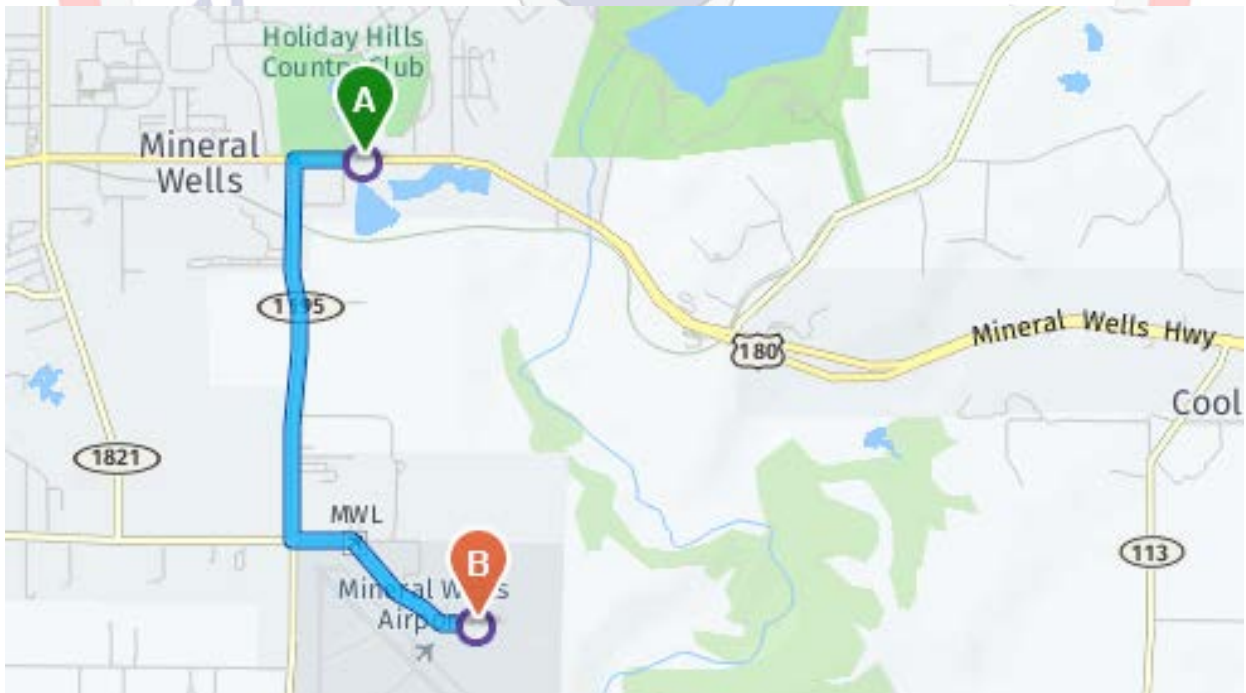 Holiday Hills
Country Club
A
Mineral
Wells
1195
180
Mineral Wells Hwy
Cool
1821
MWL
113
B
Mineral Wells
Airport